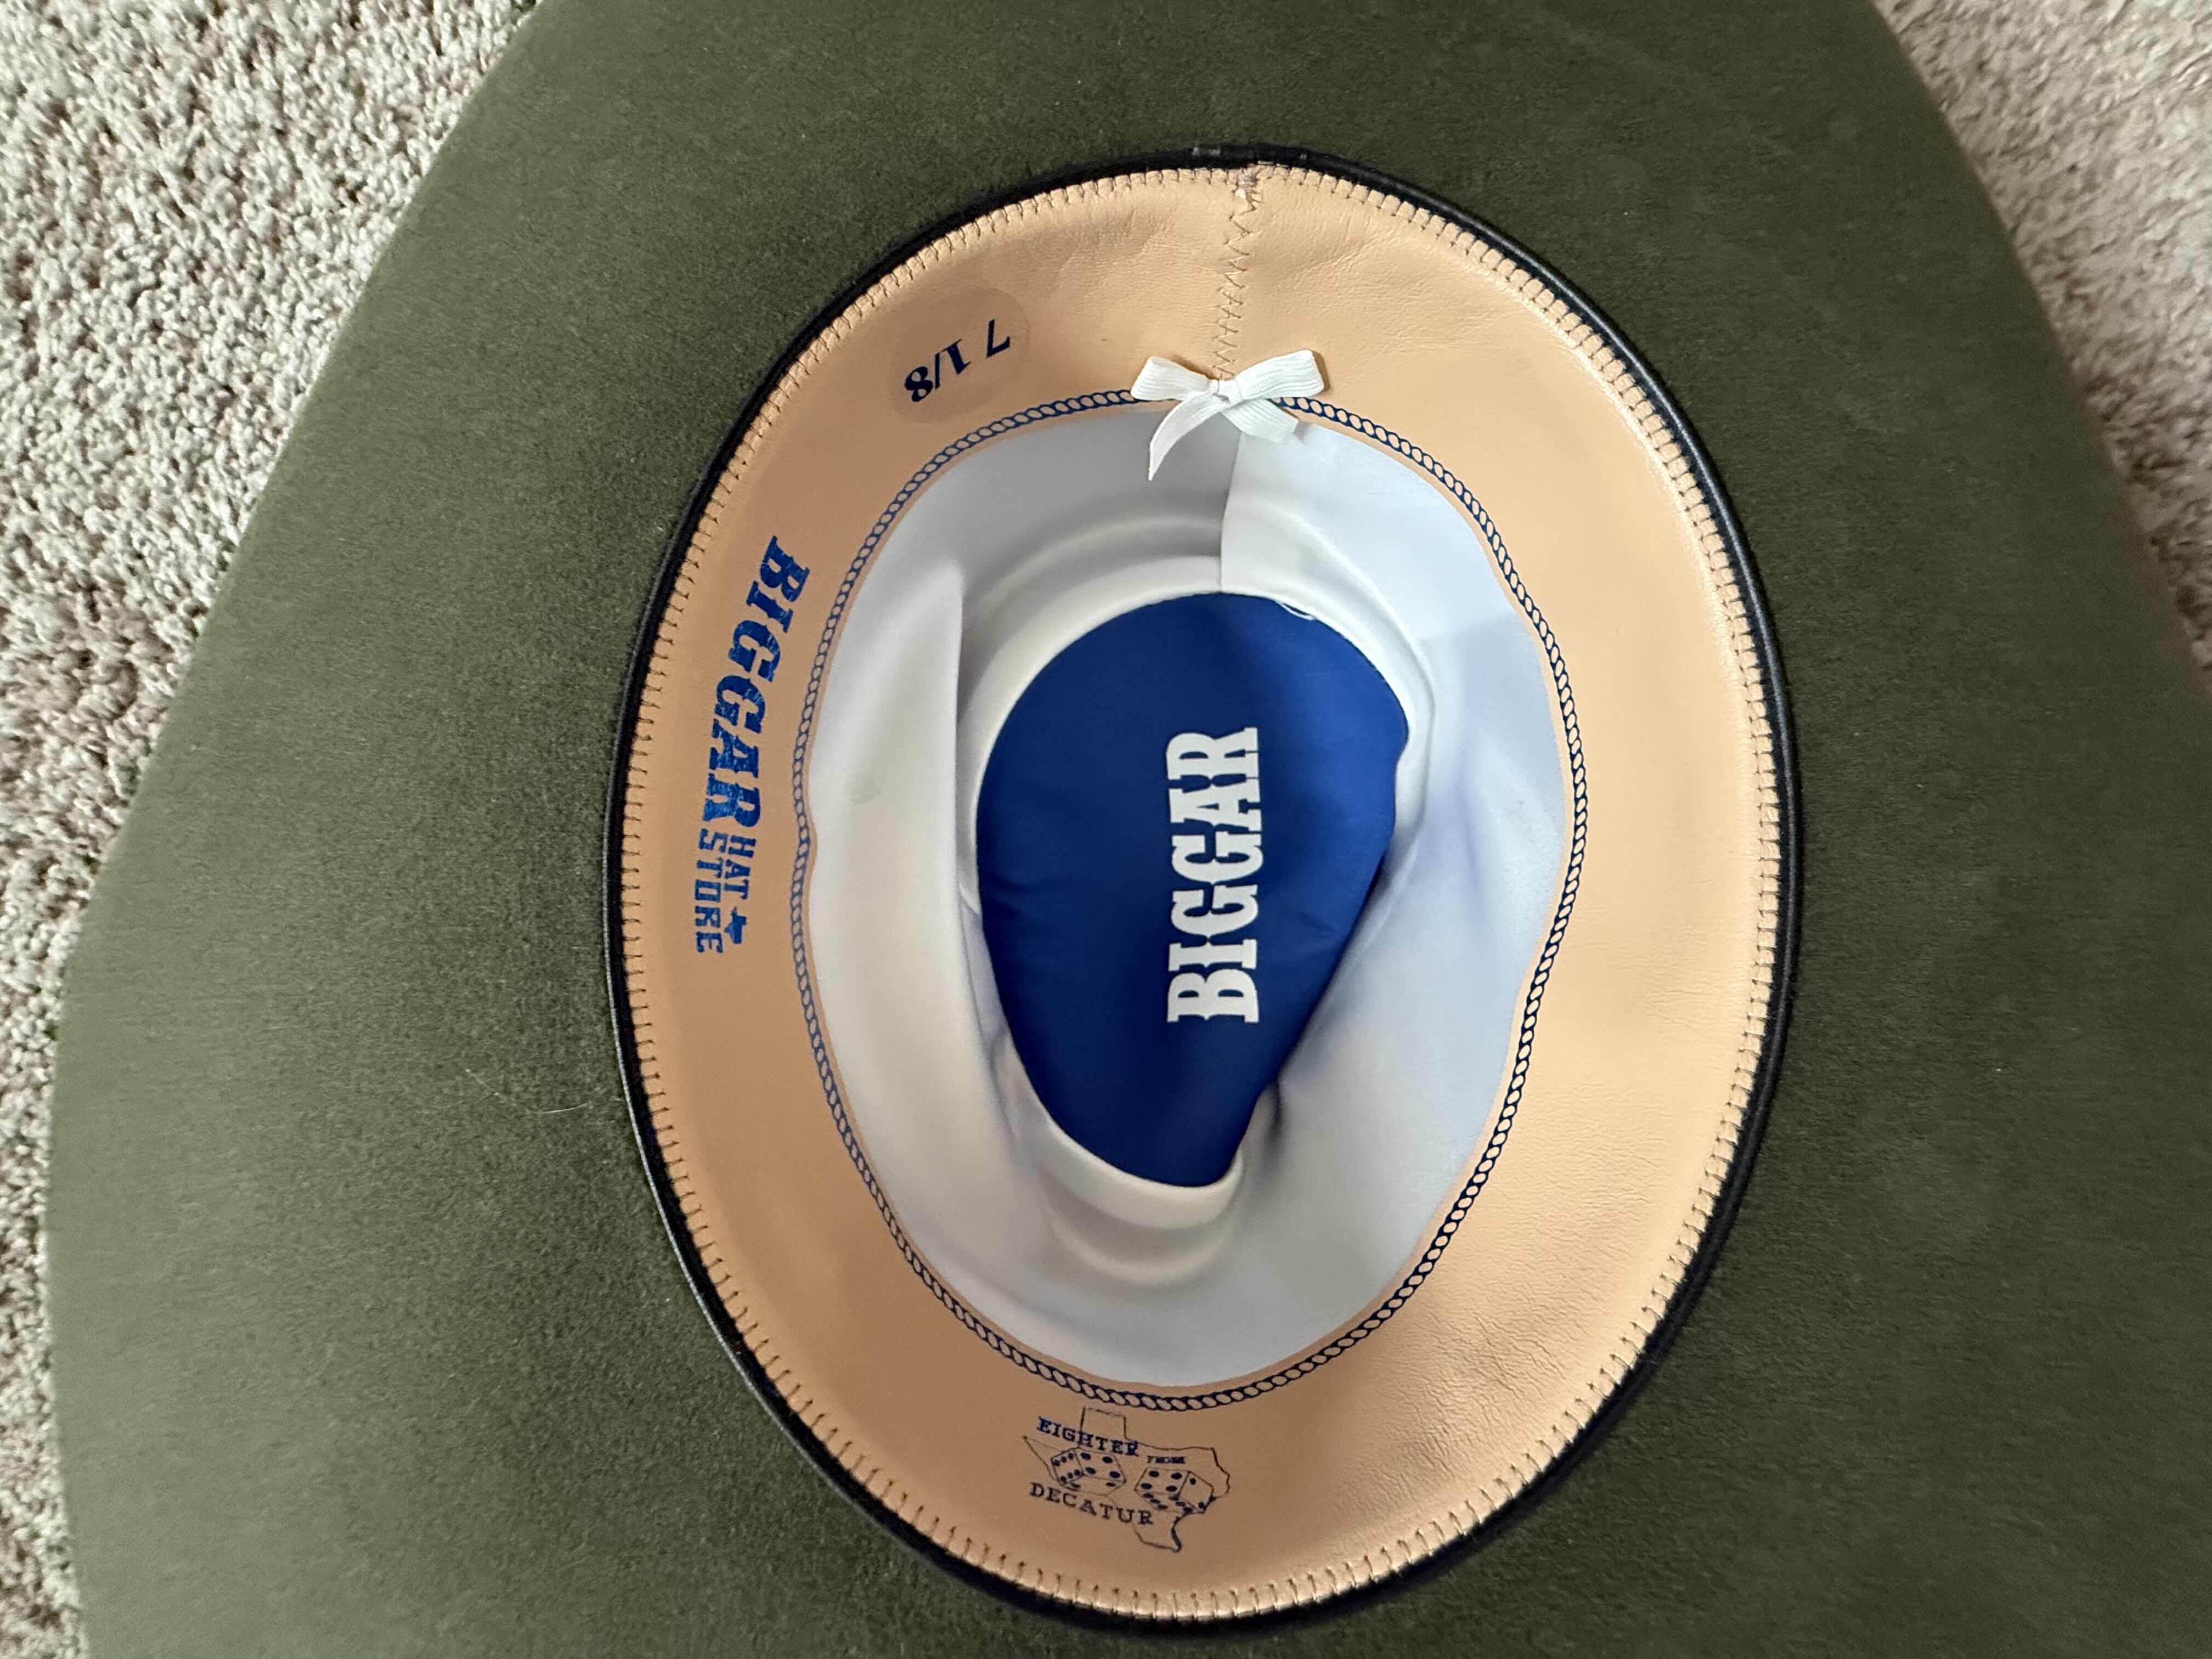 7 1/8
BIGGAR HAT
STORE
BIGGAR
EIGHTER
FROM
DECATUR